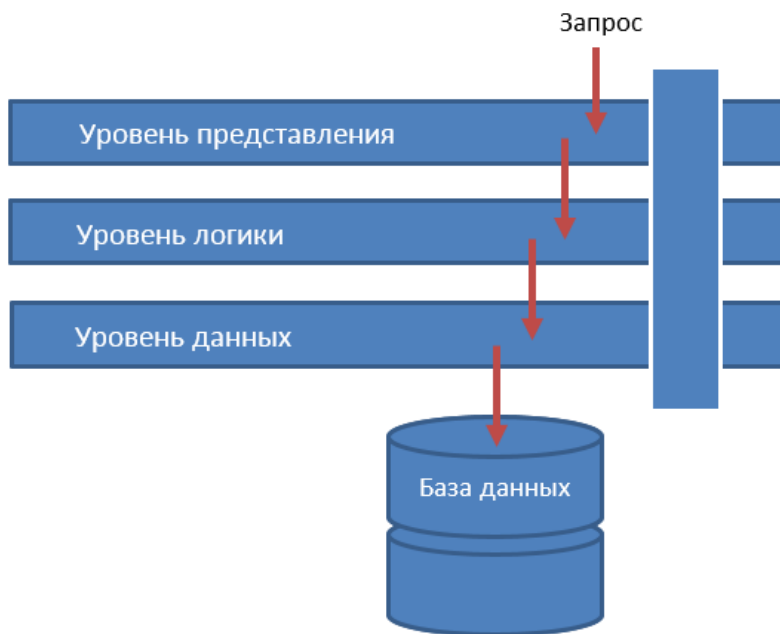 Запрос
Уровень представления
Уровень логики
Уровень данных
База данных